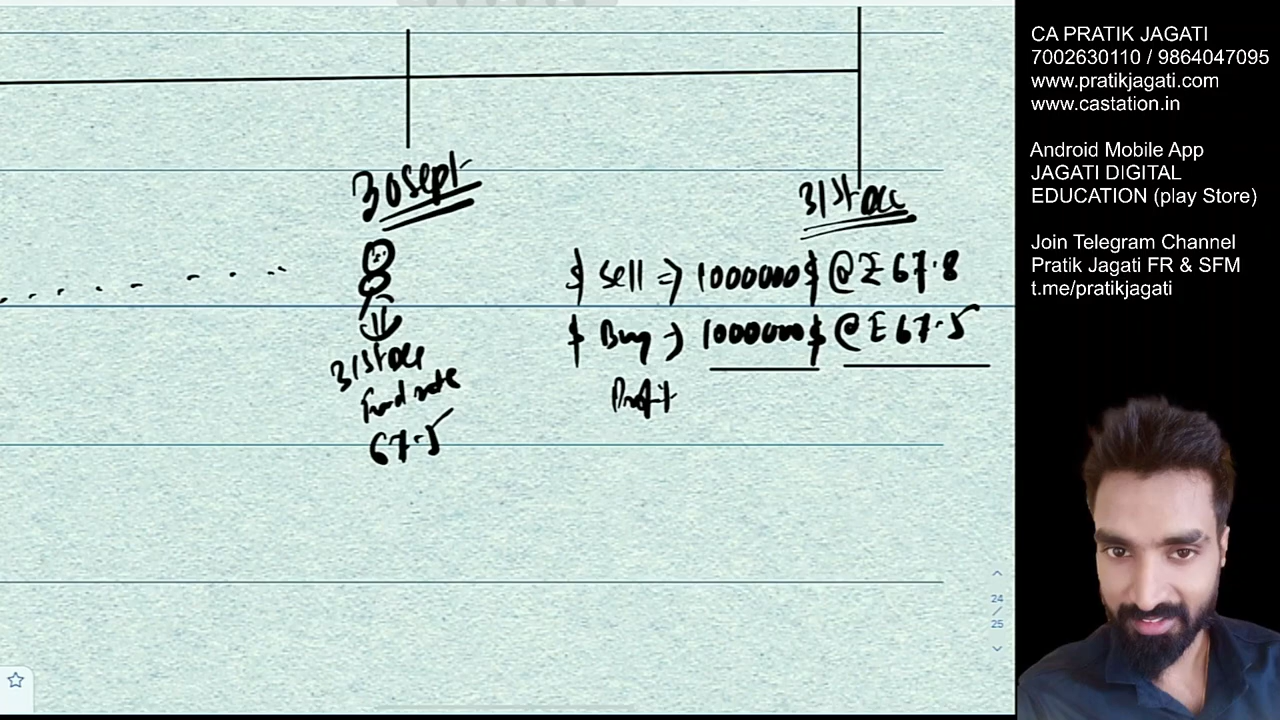 30 Sept
31st Dec
Fwd rate
67.5
31st Dec
$ Sell => 1000000 $ @ ₹ 67.8
$ Buy => 1000000 $ @ ₹ 67.5
Profit
24
/
25
CA PRATIK JAGATI
7002630110 / 9864047095
www.pratikjagati.com
www.castation.in
Android Mobile App
JAGATI DIGITAL
EDUCATION (play Store)
Join Telegram Channel
Pratik Jagati FR & SFM
t.me/pratikjagati